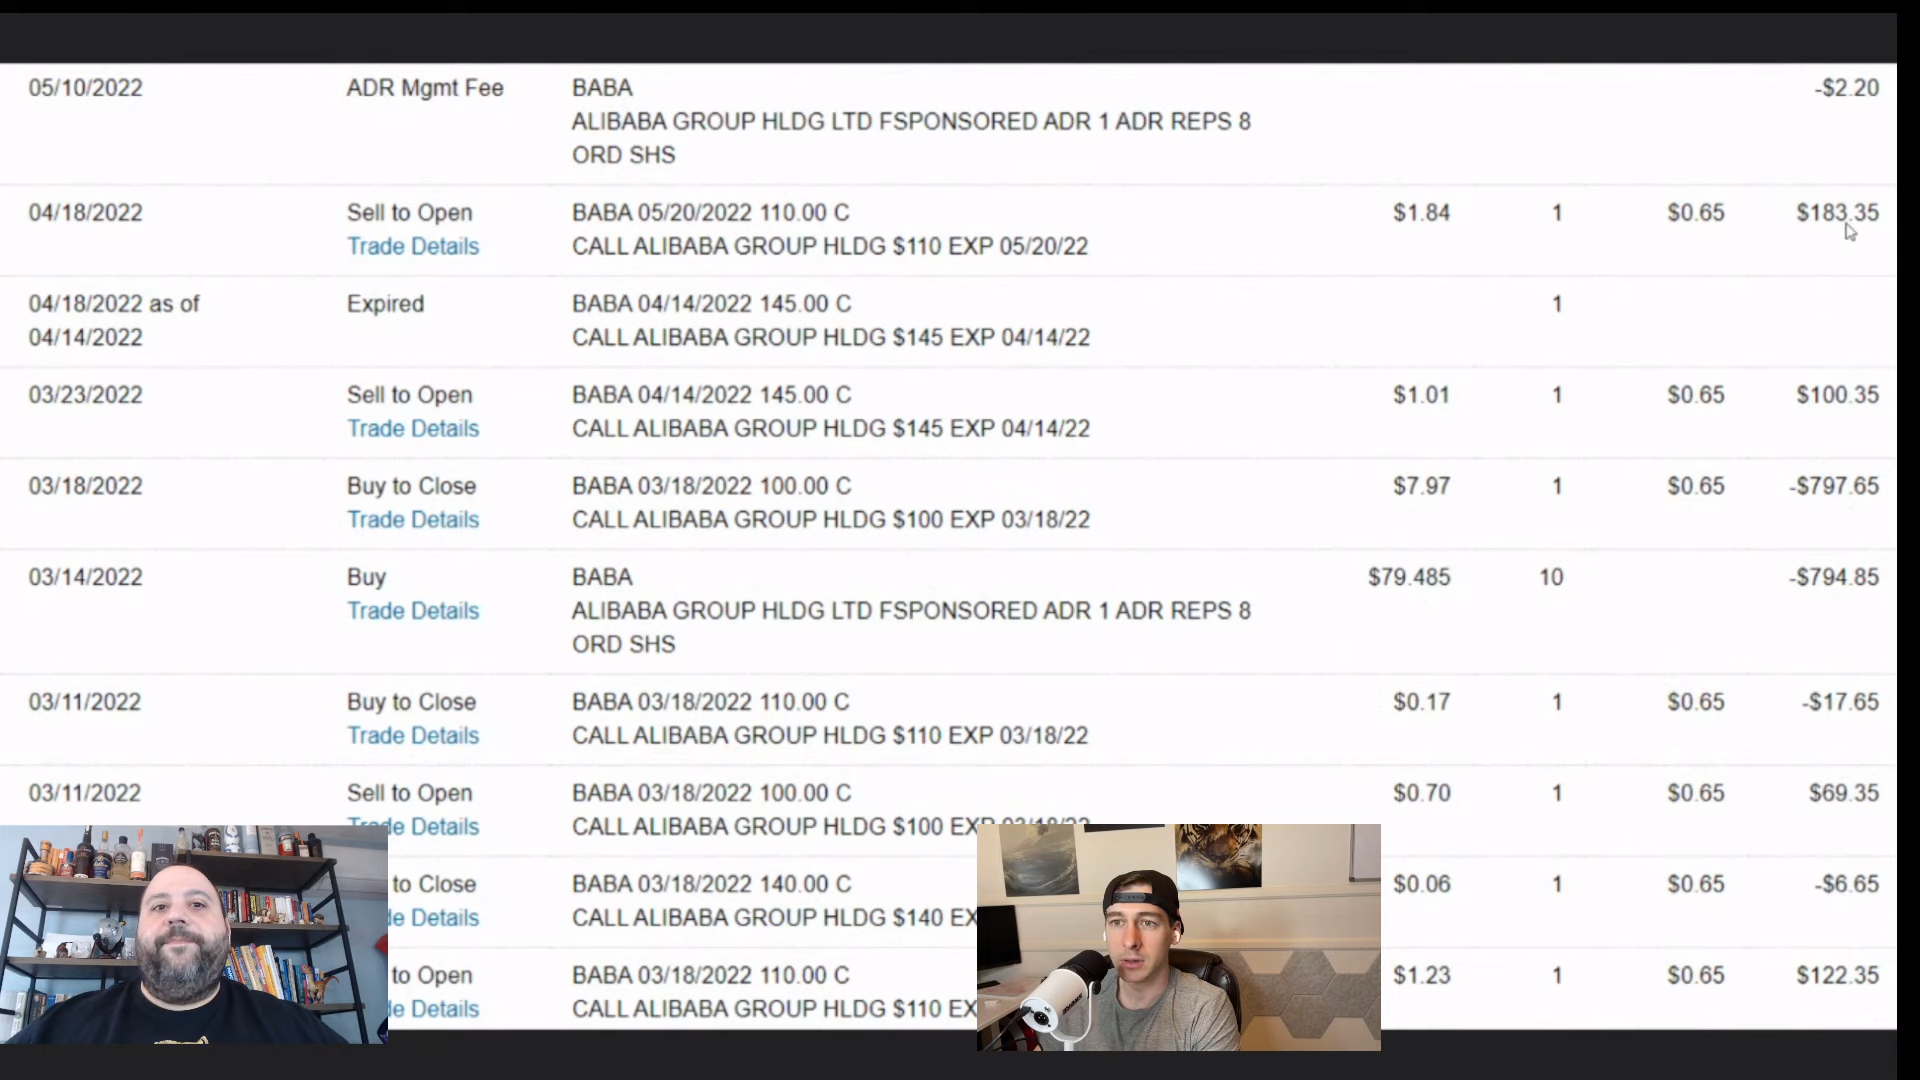 05/10/2022 ADR Mgmt Fee BABA -$2.20
ALIBABA GROUP HLDG LTD FSPONSORED ADR 1 ADR REPS 8
ORD SHS
04/18/2022 Sell to Open BABA 05/20/2022 110.00 C $1.84 1 $0.65 $183.35
Trade Details CALL ALIBABA GROUP HLDG $110 EXP 05/20/22
04/18/2022 as of Expired BABA 04/14/2022 145.00 C 1
04/14/2022 CALL ALIBABA GROUP HLDG $145 EXP 04/14/22
03/23/2022 Sell to Open BABA 04/14/2022 145.00 C $1.01 1 $0.65 $100.35
Trade Details CALL ALIBABA GROUP HLDG $145 EXP 04/14/22
03/18/2022 Buy to Close BABA 03/18/2022 100.00 C $7.97 1 $0.65 -$797.65
Trade Details CALL ALIBABA GROUP HLDG $100 EXP 03/18/22
03/14/2022 Buy BABA $79.485 10 -$794.85
Trade Details ALIBABA GROUP HLDG LTD FSPONSORED ADR 1 ADR REPS 8
ORD SHS
03/11/2022 Buy to Close BABA 03/18/2022 110.00 C $0.17 1 $0.65 -$17.65
Trade Details CALL ALIBABA GROUP HLDG $110 EXP 03/18/22
03/11/2022 Sell to Open BABA 03/18/2022 100.00 C $0.70 1 $0.65 $69.35
Trade Details CALL ALIBABA GROUP HLDG $100 EXP 03/18/22
to Close BABA 03/18/2022 140.00 C $0.06 1 $0.65 -$6.65
de Details CALL ALIBABA GROUP HLDG $140 EX
to Open BABA 03/18/2022 110.00 C $1.23 1 $0.65 $122.35
de Details CALL ALIBABA GROUP HLDG $110 EX